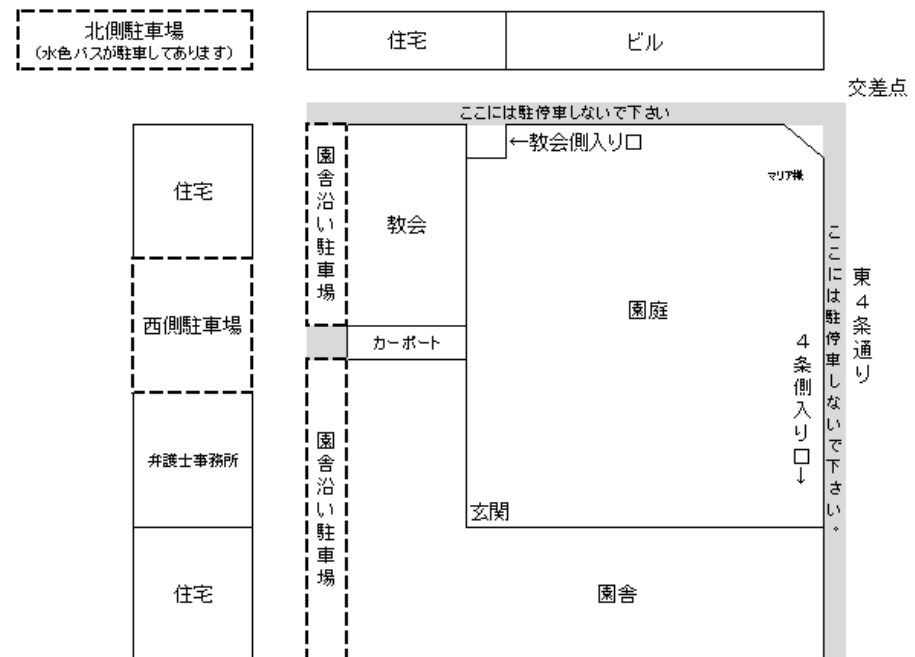 北側駐車場
(水色バスが駐車してあります)
住宅
ビル
交差点
ここには駐停車しないで下さい
←教会側入り口
マリア様
住宅
園舎沿い駐車場
教会
西側駐車場
園庭
ここには駐停車しないで下さい。
東4条通り
カーポート
4条側入り口↓
弁護士事務所
園舎沿い駐車場
玄関
住宅
園舎